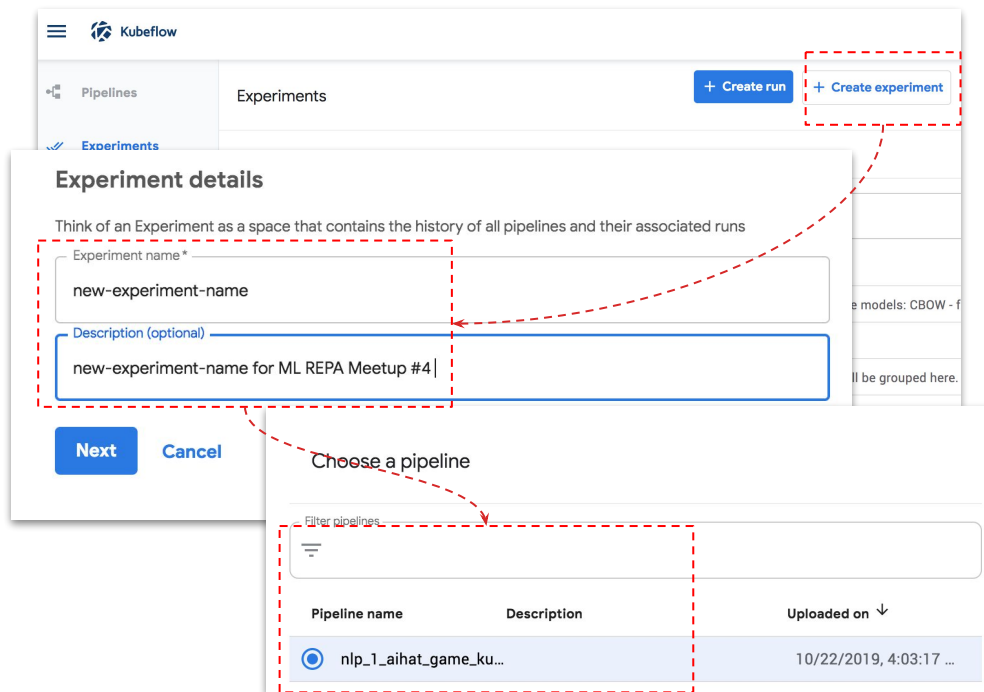 Kubeflow
Pipelines
Experiments
+ Create run
+ Create experiment
Experiments
Experiment details
Think of an Experiment as a space that contains the history of all pipelines and their associated runs
Experiment name*
new-experiment-name
Description (optional)
new-experiment-name for ML REPA Meetup #4
models: CBOW - f
be grouped here.
Next
Cancel
Choose a pipeline
Filter pipelines
Pipeline name
Description
Uploaded on
nlp_1_aihat_game_ku...
10/22/2019, 4:03:17 ...